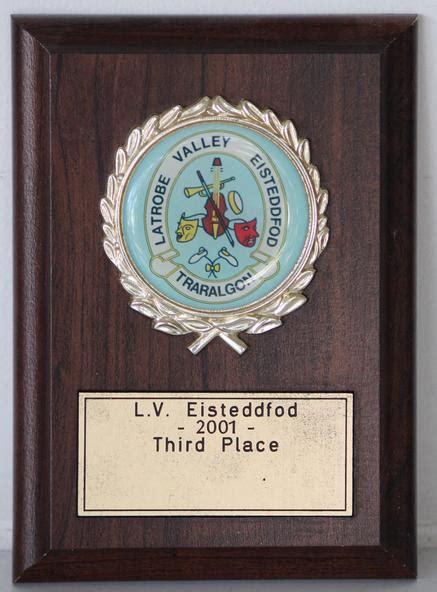 LATROBE VALLEY EISTEDDFOD
TRARALGON
L.V. Eisteddfod
- 2001 -
Third Place